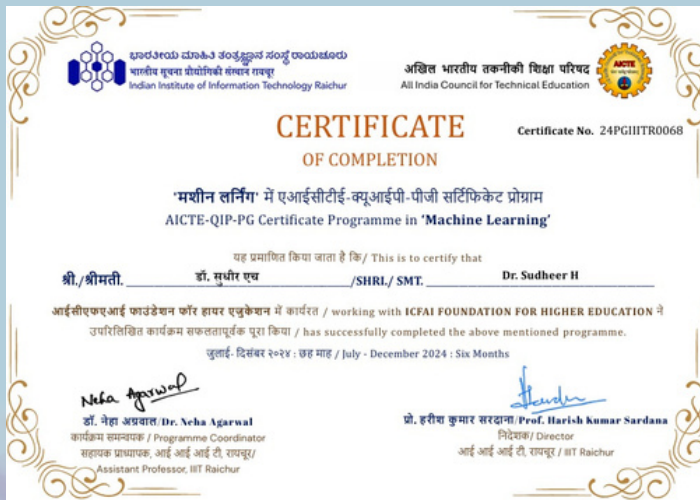 ಭಾರತೀಯ ಮಾಹಿತಿ ತಂತ್ರಜ್ಞಾನ ಸಂಸ್ಥೆ ರಾಯಚೂರು
भारतीय सूचना प्रौद्योगिकी संस्थान रायचूर
Indian Institute of Information Technology Raichur
अखिल भारतीय तकनीकी शिक्षा परिषद
All India Council for Technical Education
AICTE
CERTIFICATE
Certificate No. 24PGIIITR0068
OF COMPLETION
'मशीन लर्निंग' में एआईसीटीई-क्यूआईपी-पीजी सर्टिफिकेट प्रोग्राम
AICTE-QIP-PG Certificate Programme in 'Machine Learning'
यह प्रमाणित किया जाता है कि/ This is to certify that
श्री./श्रीमती. डॉ. सुधीर एच /SHRI./ SMT. Dr. Sudheer H
आईसीएफएआई फाउंडेशन फॉर हायर एजुकेशन में कार्यरत / working with ICFAI FOUNDATION FOR HIGHER EDUCATION ने
उपरिलिखित कार्यक्रम सफलतापूर्वक पूरा किया / has successfully completed the above mentioned programme.
जुलाई- दिसंबर २०२४ : छह माह / July - December 2024 : Six Months
Neha Agarwal
डॉ. नेहा अग्रवाल/Dr. Neha Agarwal
कार्यक्रम समन्वयक / Programme Coordinator
सहायक प्राध्यापक, आई आई आई टी, रायचूर/
Assistant Professor, IIIT Raichur
प्रो. हरीश कुमार सरदाना/Prof. Harish Kumar Sardana
निदेशक/ Director
आई आई आई टी, रायचूर / IIIT Raichur